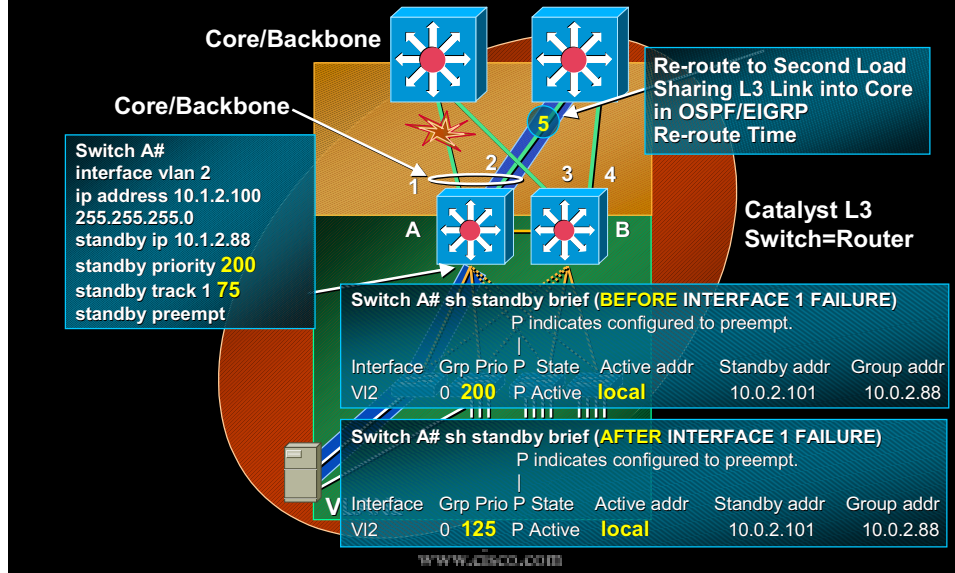 Core/Backbone
Core/Backbone
Re-route to Second Load
Sharing L3 Link into Core
in OSPF/EIGRP
Re-route Time
5
Switch A#
interface vlan 2
ip address 10.1.2.100
255.255.255.0
standby ip 10.1.2.88
standby priority 200
standby track 1 75
standby preempt
1 2 3 4
A B
Catalyst L3
Switch=Router
Switch A# sh standby brief (BEFORE INTERFACE 1 FAILURE)
P indicates configured to preempt.
|
Interface Grp Prio P State Active addr Standby addr Group addr
VI2 0 200 P Active local 10.0.2.101 10.0.2.88
Switch A# sh standby brief (AFTER INTERFACE 1 FAILURE)
P indicates configured to preempt.
|
Interface Grp Prio P State Active addr Standby addr Group addr
VI2 0 125 P Active local 10.0.2.101 10.0.2.88
www.cisco.com